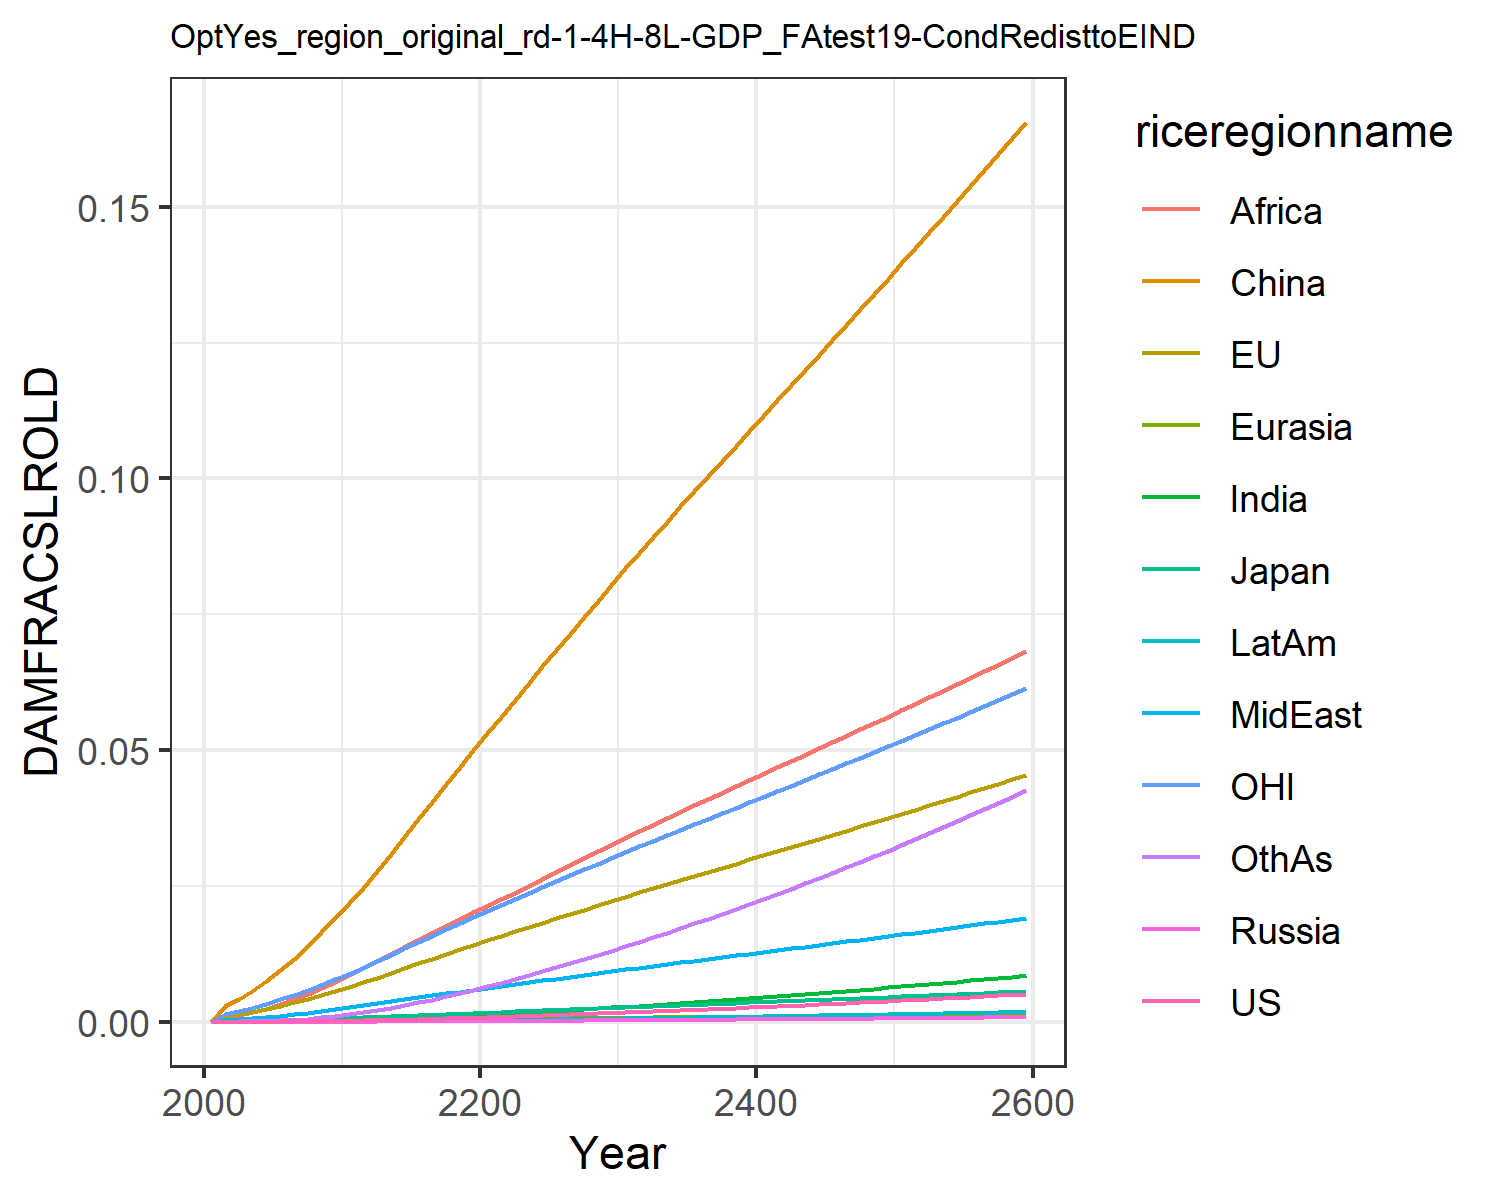 OptYes_region_original_rd-1-4H-8L-GDP_FAtest19-CondRedisttoEIND
DAMFRACSLROLD
0.15
0.10
0.05
0.00
2000 2200 2400 2600
Year
riceregionname
Africa
China
EU
Eurasia
India
Japan
LatAm
MidEast
OHI
OthAs
Russia
US